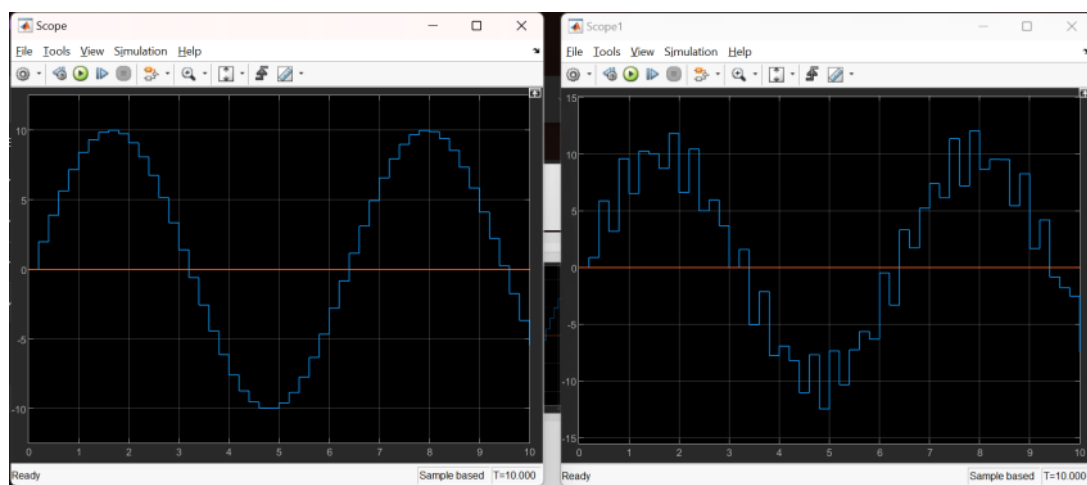 Scope
File Tools View Simulation Help
10
5
0
-5
-10
0 1 2 3 4 5 6 7 8 9 10
Ready Sample based T=10.000
Scope1
File Tools View Simulation Help
15
10
5
0
-5
-10
-15
0 1 2 3 4 5 6 7 8 9 10
Ready Sample based T=10.000